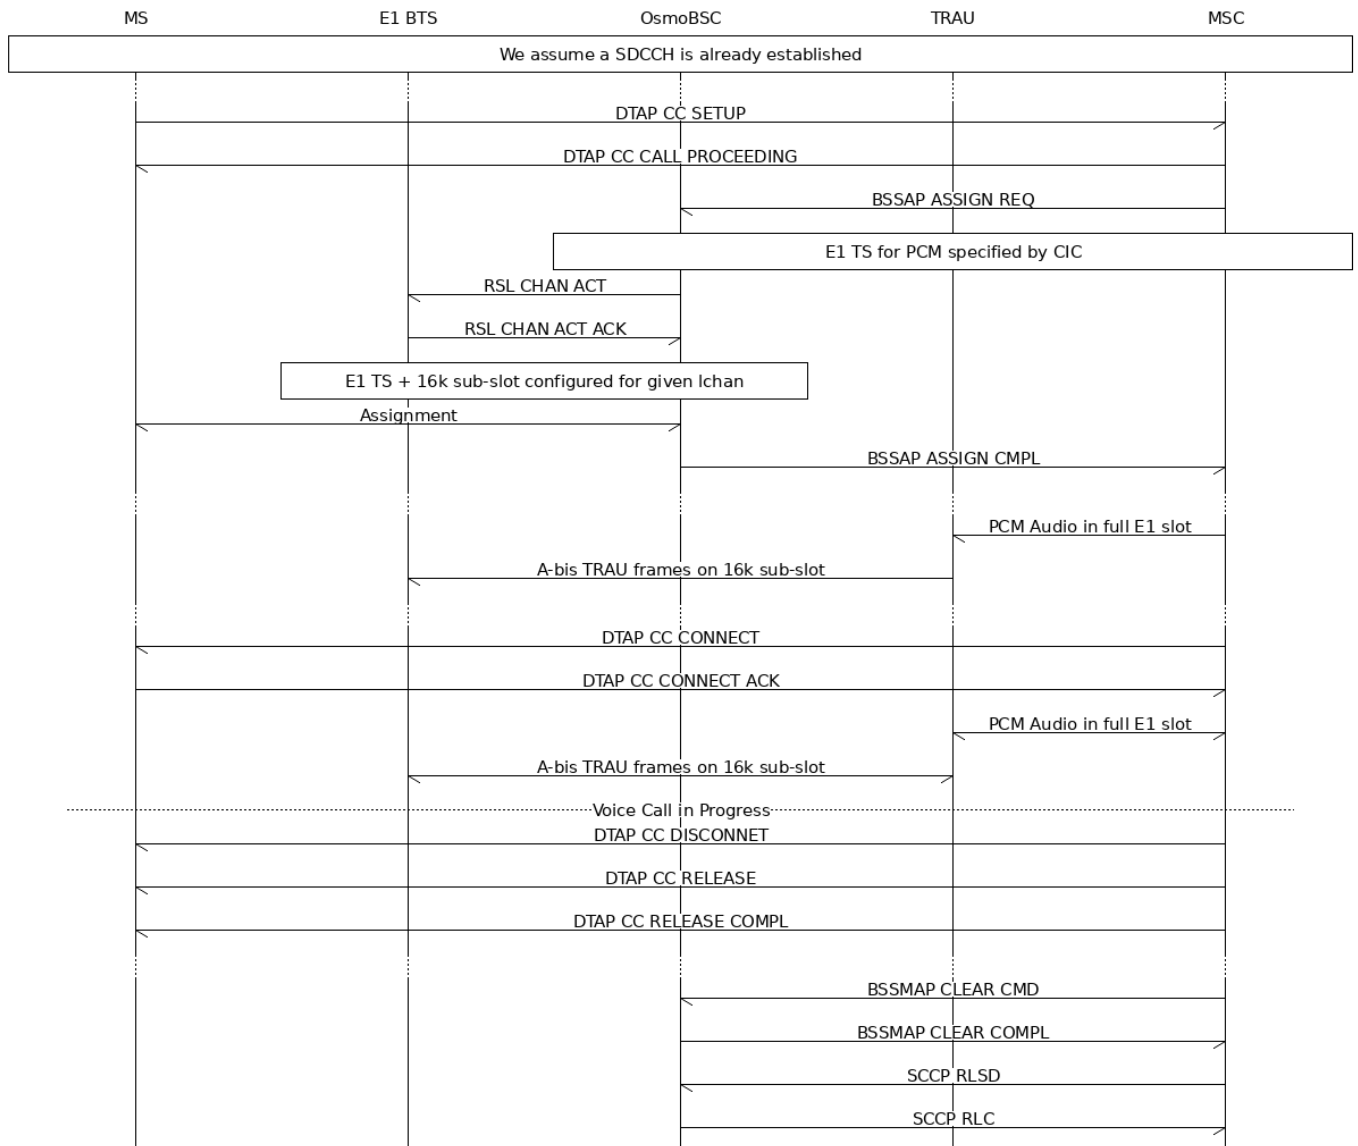 MS E1 BTS OsmoBSC TRAU MSC
We assume a SDCCH is already established
DTAP CC SETUP
DTAP CC CALL PROCEEDING
BSSAP ASSIGN REQ
E1 TS for PCM specified by CIC
RSL CHAN ACT
RSL CHAN ACT ACK
E1 TS + 16k sub-slot configured for given lchan
Assignment
BSSAP ASSIGN CMPL
PCM Audio in full E1 slot
A-bis TRAU frames on 16k sub-slot
DTAP CC CONNECT
DTAP CC CONNECT ACK
PCM Audio in full E1 slot
A-bis TRAU frames on 16k sub-slot
Voice Call in Progress
DTAP CC DISCONNET
DTAP CC RELEASE
DTAP CC RELEASE COMPL
BSSMAP CLEAR CMD
BSSMAP CLEAR COMPL
SCCP RLSD
SCCP RLC